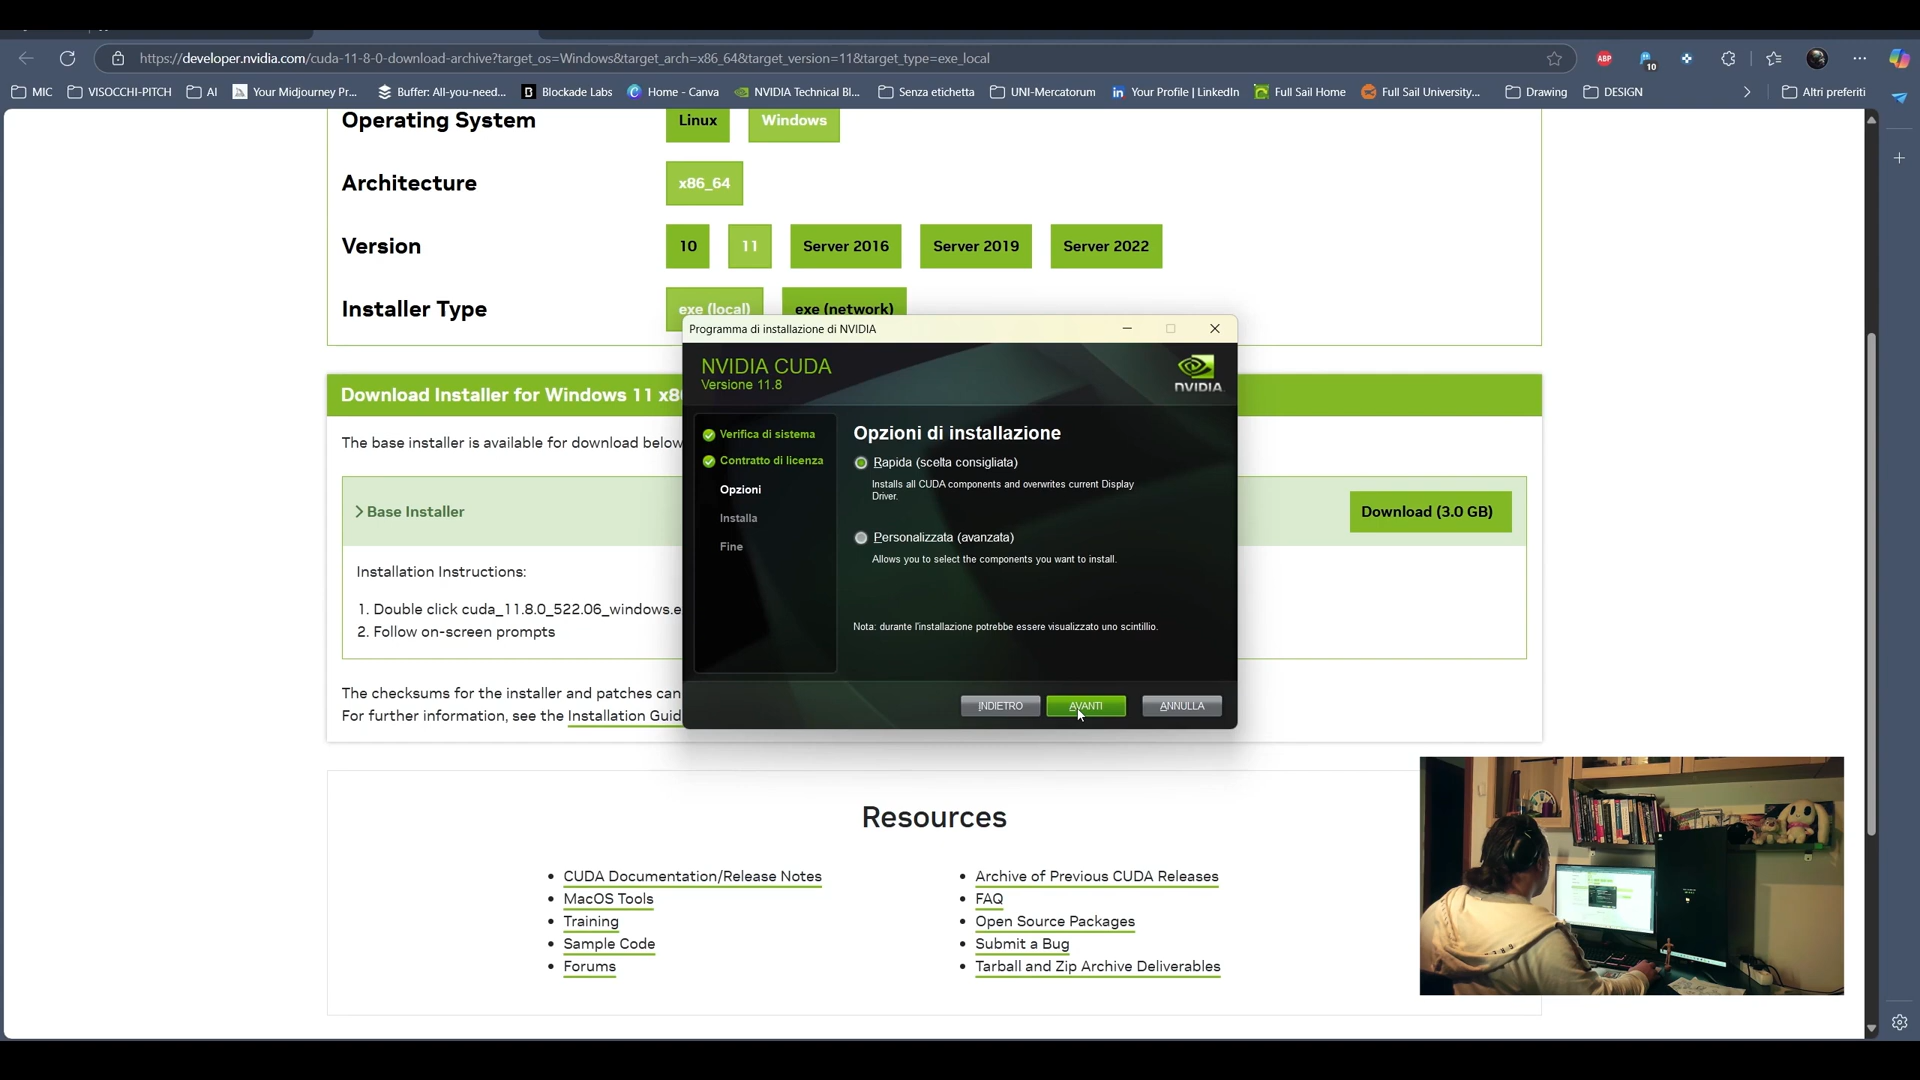 https://developer.nvidia.com/cuda-11-8-0-download-archive?target_os=Windows&target_arch=x86_64&target_version=11&target_type=exe_local
ABP
10
MIC
VISOCCHI-PITCH
AI
Your Midjourney Pr...
Buffer: All-you-need...
Blockade Labs
Home - Canva
NVIDIA Technical Bl...
Senza etichetta
UNI-Mercatorum
Your Profile | LinkedIn
Full Sail Home
Full Sail University...
Drawing
DESIGN
Altri preferiti
Operating System
Linux
Windows
Architecture
x86_64
Version
10
11
Server 2016
Server 2019
Server 2022
Installer Type
exe (local)
exe (network)
Download Installer for Windows 11 x8
The base installer is available for download below
Base Installer
Download (3.0 GB)
Installation Instructions:
1. Double click cuda_11.8.0_522.06_windows.e
2. Follow on-screen prompts
The checksums for the installer and patches can
For further information, see the Installation Guid
Programma di installazione di NVIDIA
NVIDIA CUDA
Versione 11.8
NVIDIA.
Verifica di sistema
Contratto di licenza
Opzioni
Installa
Fine
Opzioni di installazione
Rapida (scelta consigliata)
Installs all CUDA components and overwrites current Display
Driver.
Personalizzata (avanzata)
Allows you to select the components you want to install.
Nota: durante l'installazione potrebbe essere visualizzato uno scintillio.
INDIETRO
AVANTI
ANNULLA
Resources
CUDA Documentation/Release Notes
MacOS Tools
Training
Sample Code
Forums
Archive of Previous CUDA Releases
FAQ
Open Source Packages
Submit a Bug
Tarball and Zip Archive Deliverables